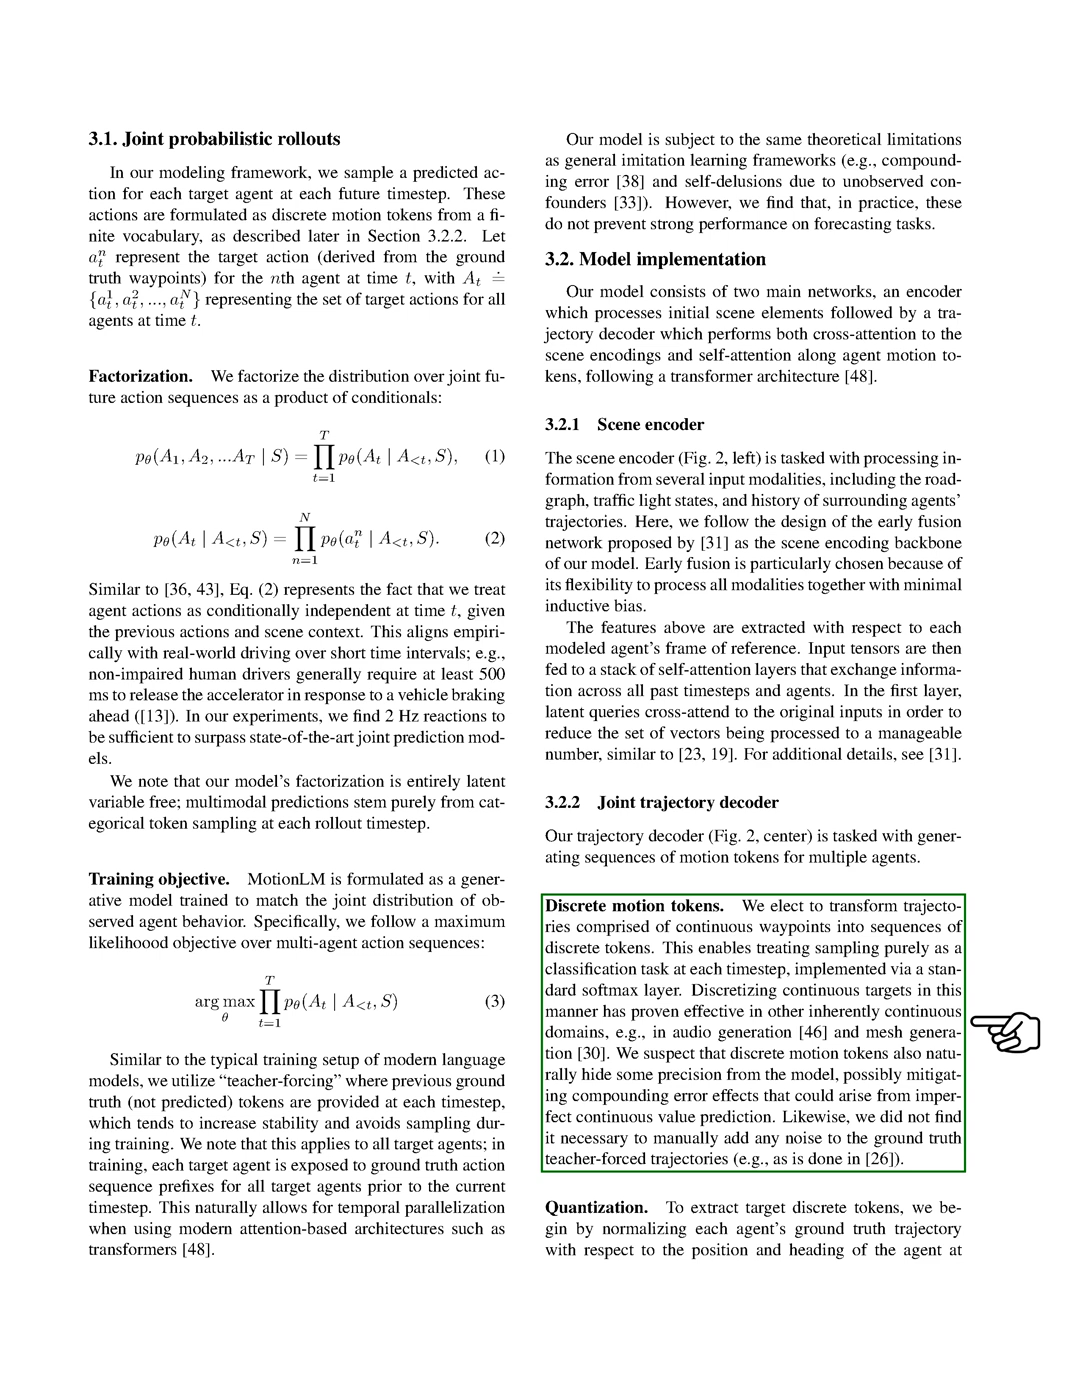 3.1. Joint probabilistic rollouts
In our modeling framework, we sample a predicted ac-
tion for each target agent at each future timestep. These
actions are formulated as discrete motion tokens from a fi-
nite vocabulary, as described later in Section 3.2.2. Let
a_t^n represent the target action (derived from the ground
truth waypoints) for the nth agent at time t, with A_t ≐
{a_t^1, a_t^2, ..., a_t^N} representing the set of target actions for all
agents at time t.
Factorization. We factorize the distribution over joint fu-
ture action sequences as a product of conditionals:
p_θ(A_1, A_2, ...A_T | S) = ∏_{t=1}^{T} p_θ(A_t | A_{<t}, S), (1)
p_θ(A_t | A_{<t}, S) = ∏_{n=1}^{N} p_θ(a_t^n | A_{<t}, S). (2)
Similar to [36, 43], Eq. (2) represents the fact that we treat
agent actions as conditionally independent at time t, given
the previous actions and scene context. This aligns empiri-
cally with real-world driving over short time intervals; e.g.,
non-impaired human drivers generally require at least 500
ms to release the accelerator in response to a vehicle braking
ahead ([13]). In our experiments, we find 2 Hz reactions to
be sufficient to surpass state-of-the-art joint prediction mod-
els.
We note that our model's factorization is entirely latent
variable free; multimodal predictions stem purely from cat-
egorical token sampling at each rollout timestep.
Training objective. MotionLM is formulated as a gener-
ative model trained to match the joint distribution of ob-
served agent behavior. Specifically, we follow a maximum
likelihoood objective over multi-agent action sequences:
arg max_θ ∏_{t=1}^{T} p_θ(A_t | A_{<t}, S) (3)
Similar to the typical training setup of modern language
models, we utilize “teacher-forcing” where previous ground
truth (not predicted) tokens are provided at each timestep,
which tends to increase stability and avoids sampling dur-
ing training. We note that this applies to all target agents; in
training, each target agent is exposed to ground truth action
sequence prefixes for all target agents prior to the current
timestep. This naturally allows for temporal parallelization
when using modern attention-based architectures such as
transformers [48].
Our model is subject to the same theoretical limitations
as general imitation learning frameworks (e.g., compound-
ing error [38] and self-delusions due to unobserved con-
founders [33]). However, we find that, in practice, these
do not prevent strong performance on forecasting tasks.
3.2. Model implementation
Our model consists of two main networks, an encoder
which processes initial scene elements followed by a tra-
jectory decoder which performs both cross-attention to the
scene encodings and self-attention along agent motion to-
kens, following a transformer architecture [48].
3.2.1 Scene encoder
The scene encoder (Fig. 2, left) is tasked with processing in-
formation from several input modalities, including the road-
graph, traffic light states, and history of surrounding agents'
trajectories. Here, we follow the design of the early fusion
network proposed by [31] as the scene encoding backbone
of our model. Early fusion is particularly chosen because of
its flexibility to process all modalities together with minimal
inductive bias.
The features above are extracted with respect to each
modeled agent's frame of reference. Input tensors are then
fed to a stack of self-attention layers that exchange informa-
tion across all past timesteps and agents. In the first layer,
latent queries cross-attend to the original inputs in order to
reduce the set of vectors being processed to a manageable
number, similar to [23, 19]. For additional details, see [31].
3.2.2 Joint trajectory decoder
Our trajectory decoder (Fig. 2, center) is tasked with gener-
ating sequences of motion tokens for multiple agents.
Discrete motion tokens. We elect to transform trajecto-
ries comprised of continuous waypoints into sequences of
discrete tokens. This enables treating sampling purely as a
classification task at each timestep, implemented via a stan-
dard softmax layer. Discretizing continuous targets in this
manner has proven effective in other inherently continuous
domains, e.g., in audio generation [46] and mesh genera-
tion [30]. We suspect that discrete motion tokens also natu-
rally hide some precision from the model, possibly mitigat-
ing compounding error effects that could arise from imper-
fect continuous value prediction. Likewise, we did not find
it necessary to manually add any noise to the ground truth
teacher-forced trajectories (e.g., as is done in [26]).
Quantization. To extract target discrete tokens, we be-
gin by normalizing each agent's ground truth trajectory
with respect to the position and heading of the agent at